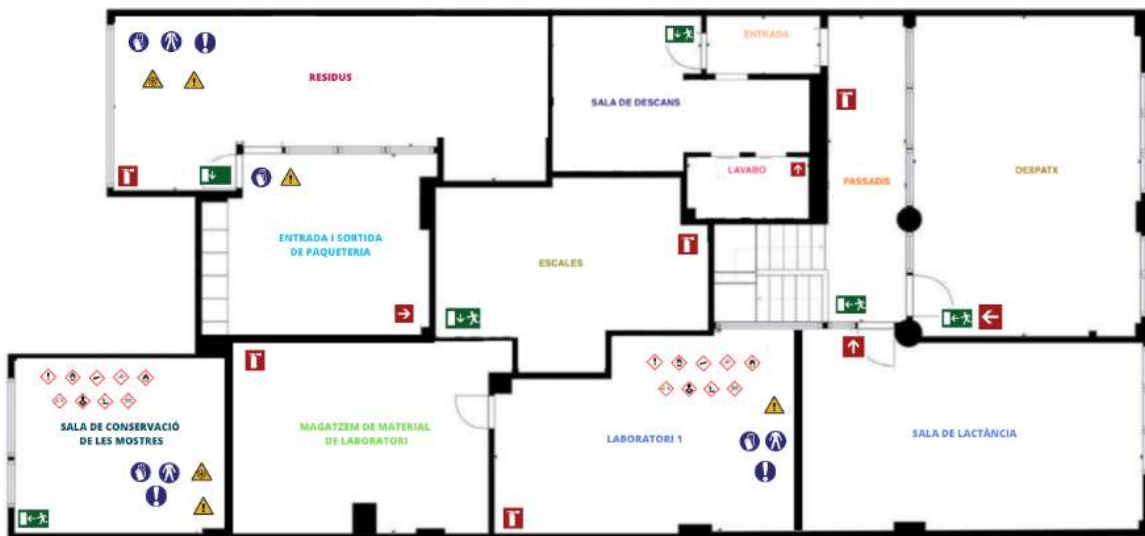 ENTRADA
RESIDUS
SALA DE DESCANS
LAVABO
PASSADÍS
DESPATX
ENTRADA I SORTIDA
DE PAQUETERIA
ESCALES
SALA DE CONSERVACIÓ
DE LES MOSTRES
MAGATZEM DE MATERIAL
DE LABORATORI
LABORATORI 1
SALA DE LACTÀNCIA